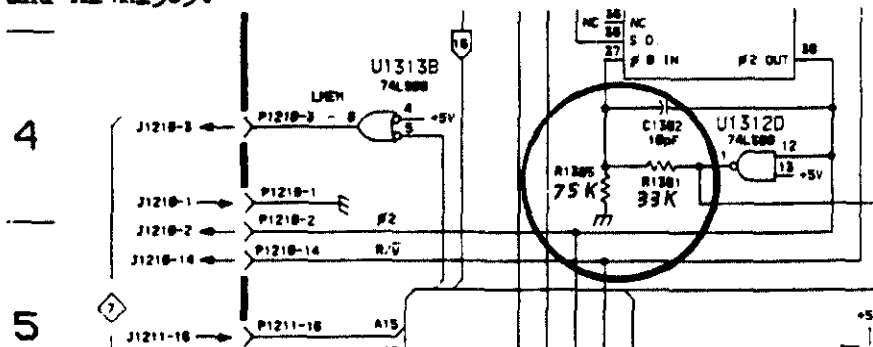 NC 35 NC
36 S.O.
37 ø0 IN ø2 OUT 38
16
U1313B
74LS00
LMEM
4
J1210-3 P1210-3 - 8 4 +5V
5
C1302
10pF
U1312D
74LS00
1 12
13 +5V
R1305
75K
R1301
33K
J1210-1 P1210-1
J1210-2 P1210-2 ø2
J1210-14 P1210-14 R/W̅
7
5
J1211-16 P1211-16 A15
+5